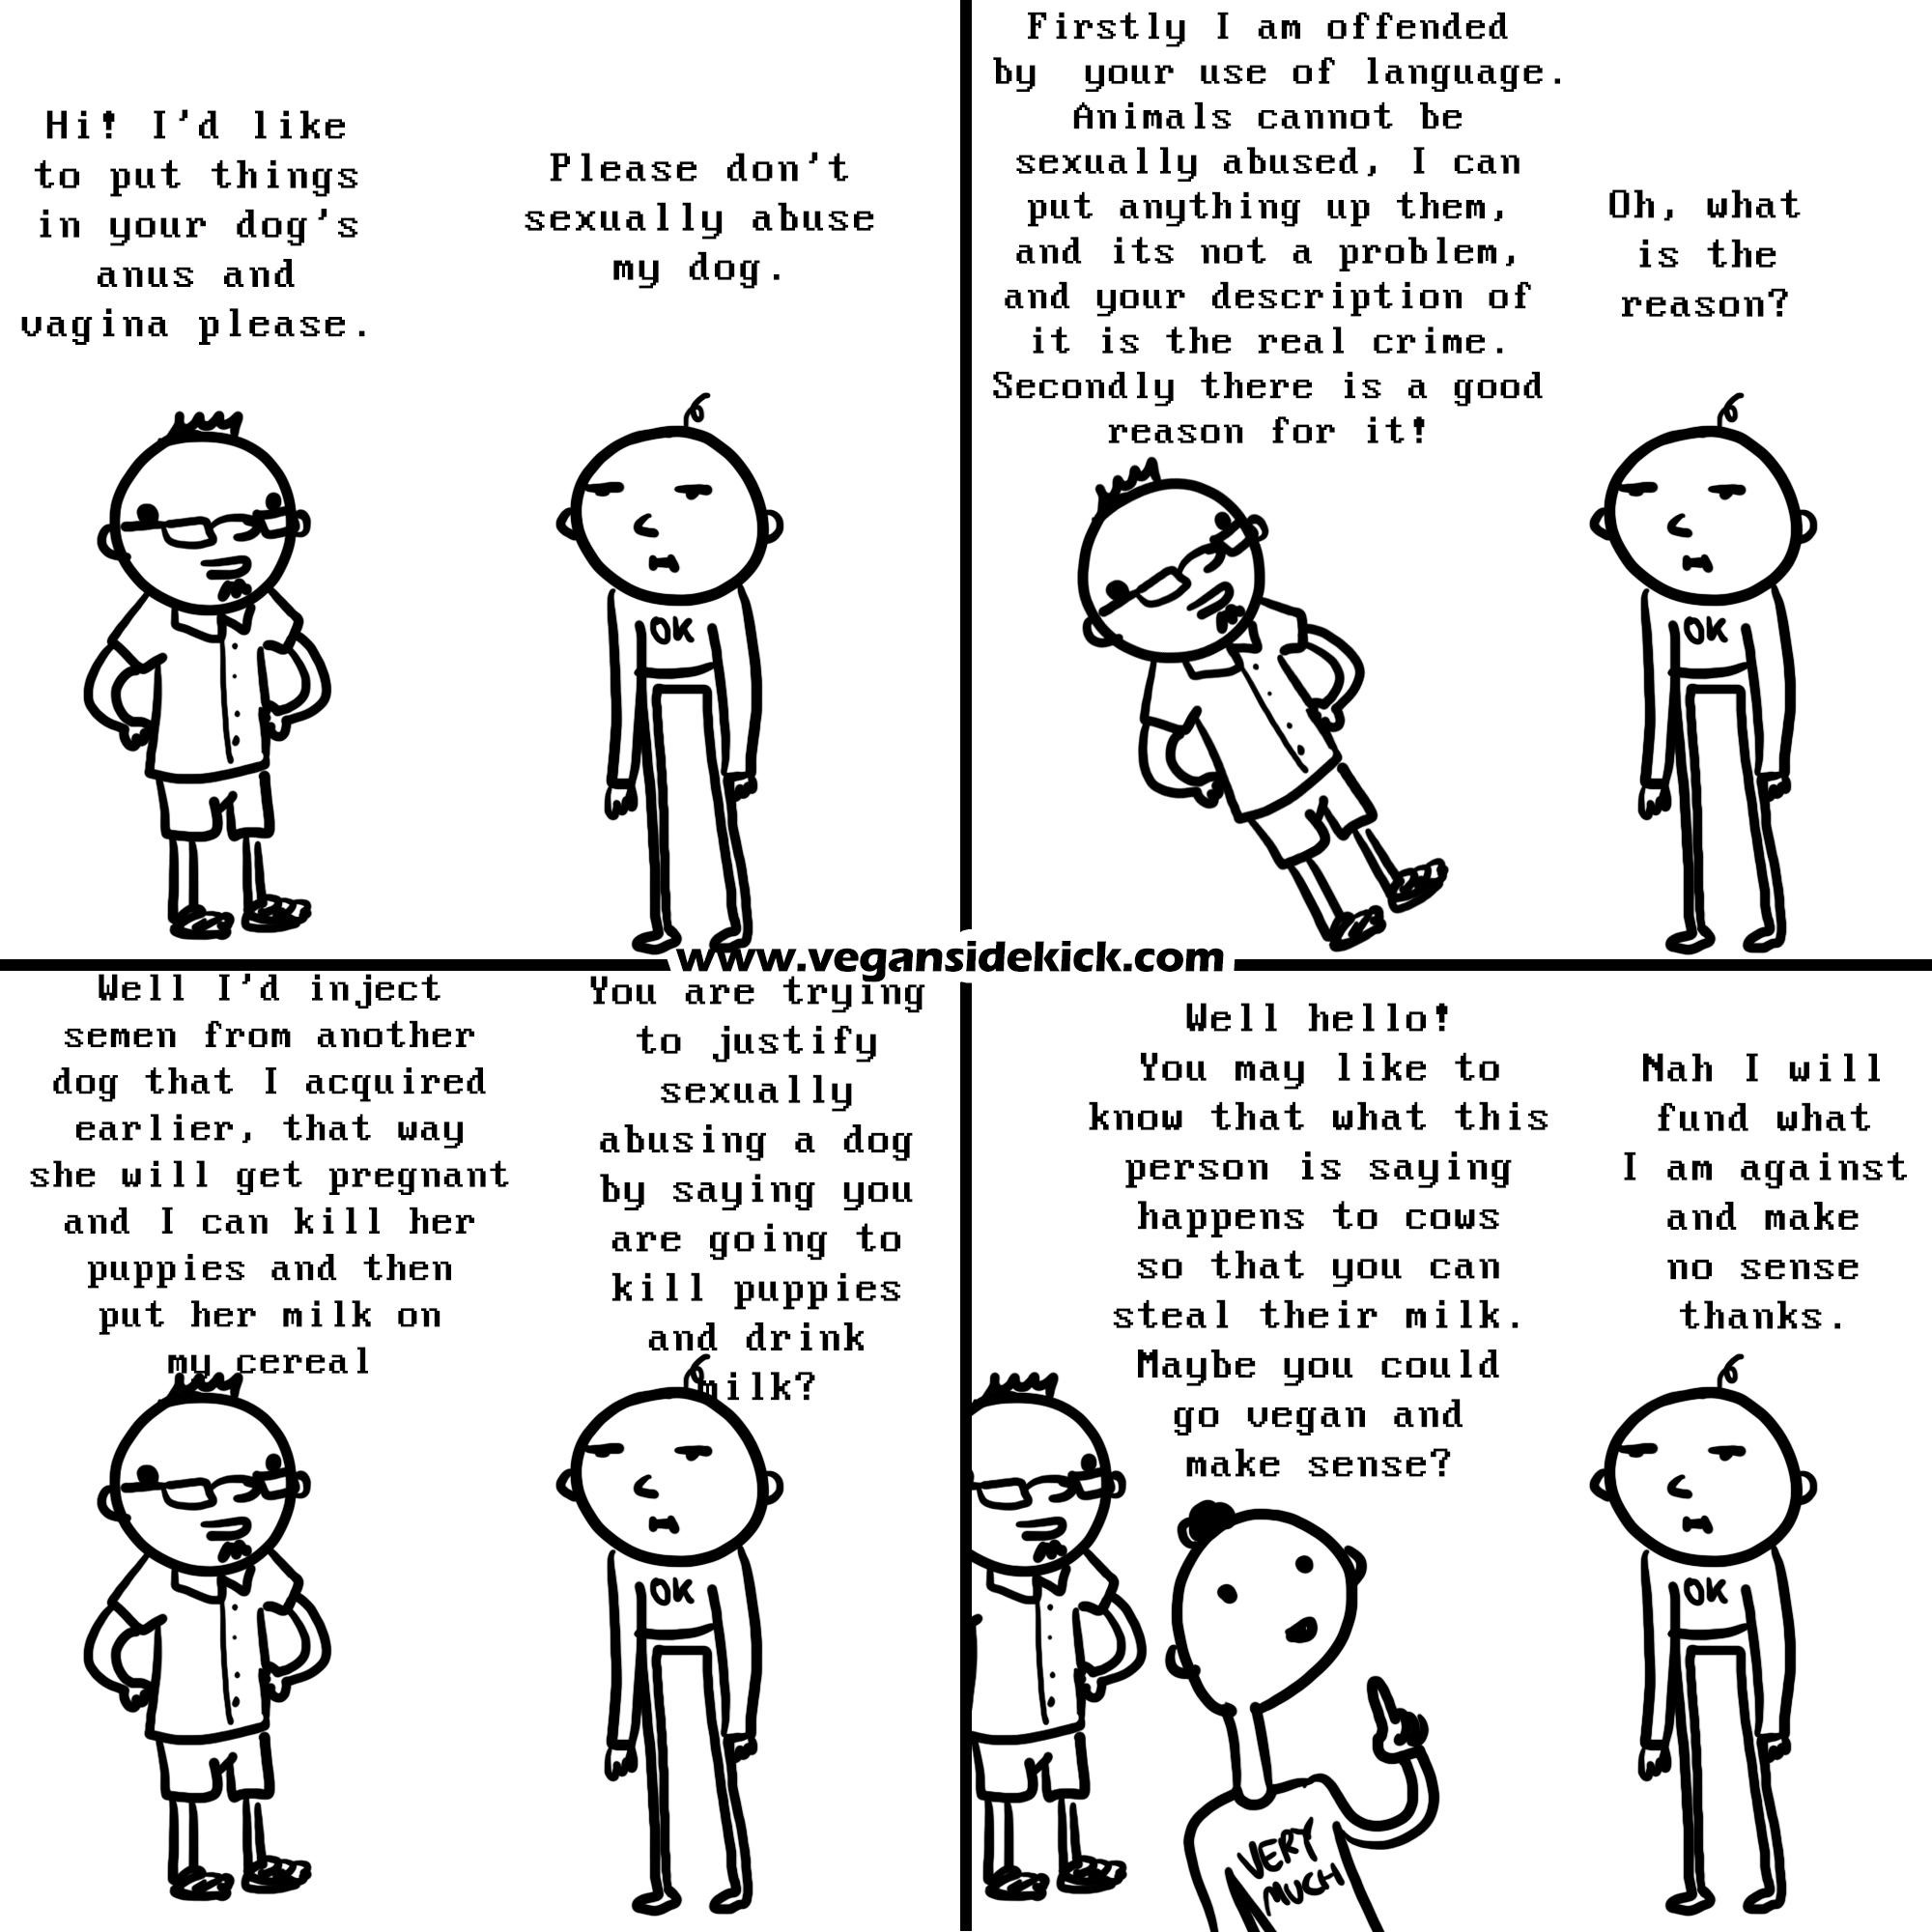 Hi! I'd like
to put things
in your dog's
anus and
vagina please.
Please don't
sexually abuse
my dog.
Firstly I am offended
by your use of language.
Animals cannot be
sexually abused, I can
put anything up them,
and its not a problem,
and your description of
it is the real crime.
Secondly there is a good
reason for it!
Oh, what
is the
reason?
OK
OK
www.vegansidekick.com
Well I'd inject
semen from another
dog that I acquired
earlier, that way
she will get pregnant
and I can kill her
puppies and then
put her milk on
my cereal
You are trying
to justify
sexually
abusing a dog
by saying you
are going to
kill puppies
and drink
milk?
OK
Well hello!
You may like to
know that what this
person is saying
happens to cows
so that you can
steal their milk.
Maybe you could
go vegan and
make sense?
Nah I will
fund what
I am against
and make
no sense
thanks.
OK
VERY
MUCH